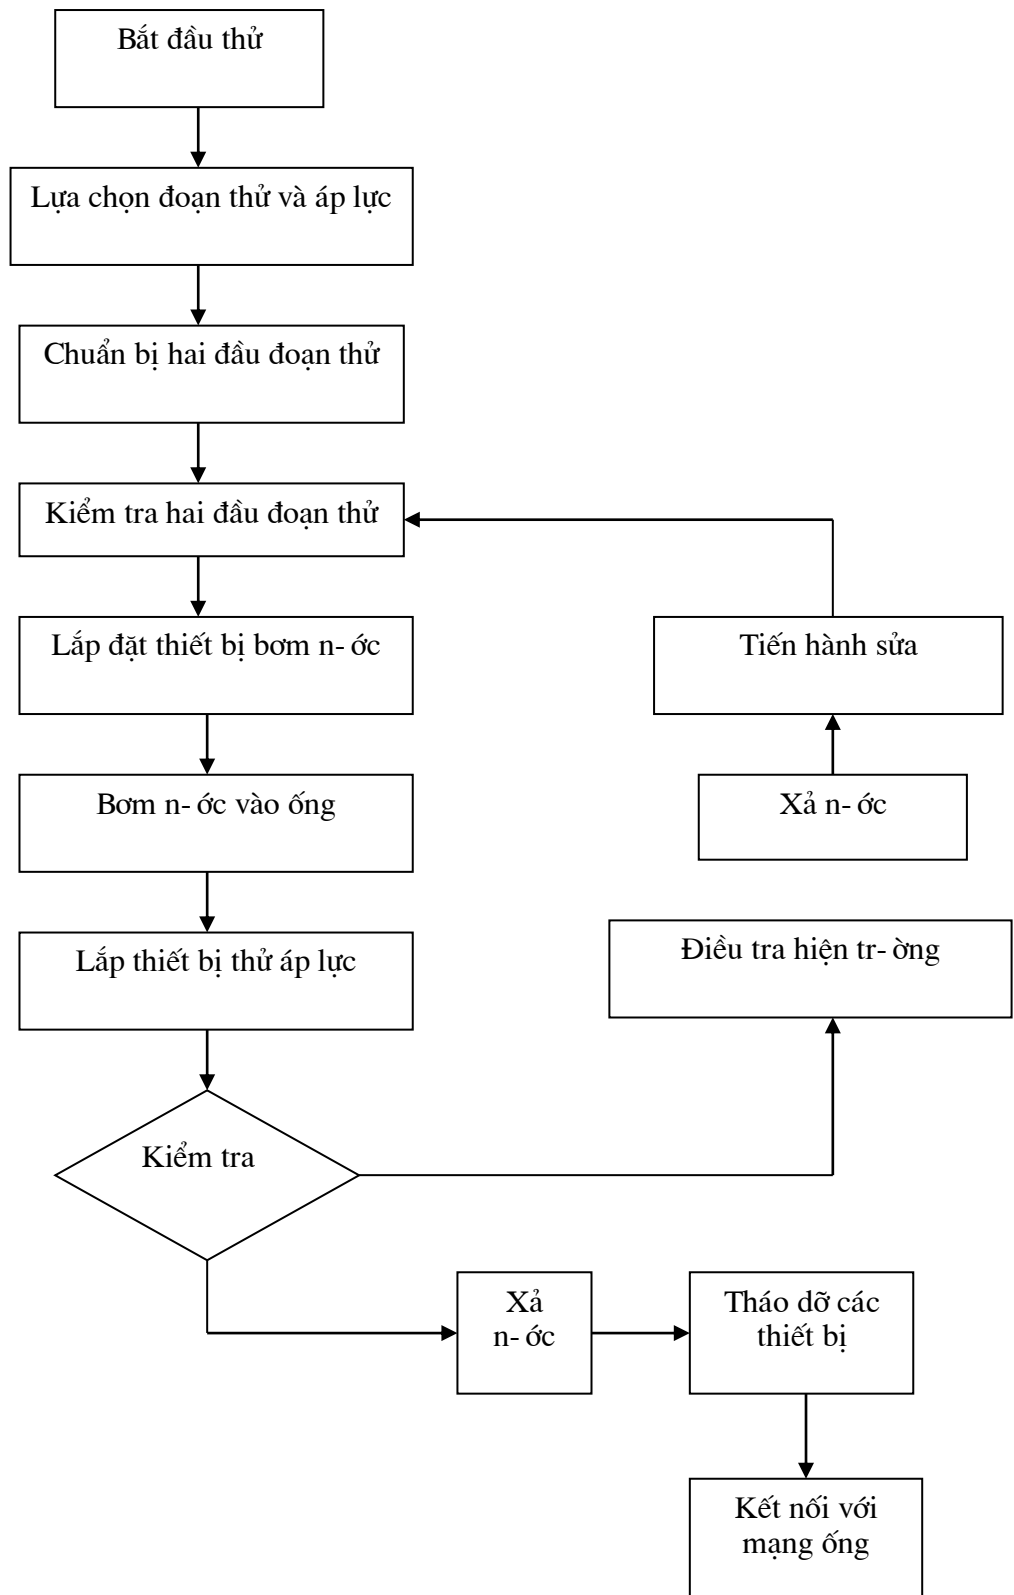 Bắt đầu thử
Lựa chọn đoạn thử và áp lực
Chuẩn bị hai đầu đoạn thử
Kiểm tra hai đầu đoạn thử
Lắp đặt thiết bị bơm n- ớc
Tiến hành sửa
Bơm n- ớc vào ống
Xả n- ớc
Lắp thiết bị thử áp lực
Điều tra hiện tr- ờng
Kiểm tra
Xả
n- ớc
Tháo dỡ các
thiết bị
Kết nối với
mạng ống